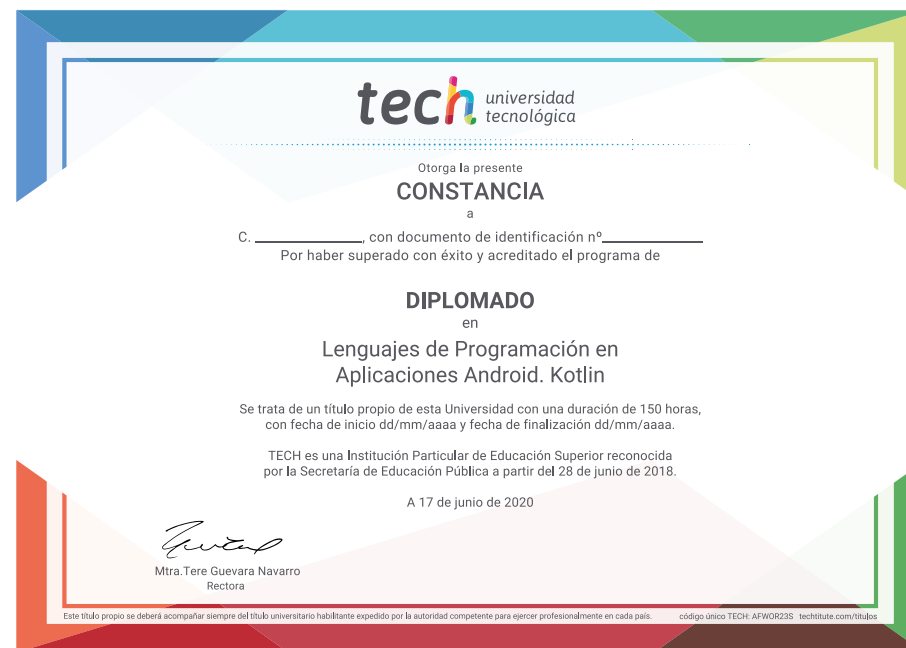 tech universidad
tecnológica
Otorga la presente
CONSTANCIA
a
C. ____________, con documento de identificación nº____________
Por haber superado con éxito y acreditado el programa de
DIPLOMADO
en
Lenguajes de Programación en
Aplicaciones Android. Kotlin
Se trata de un título propio de esta Universidad con una duración de 150 horas,
con fecha de inicio dd/mm/aaaa y fecha de finalización dd/mm/aaaa.
TECH es una Institución Particular de Educación Superior reconocida
por la Secretaría de Educación Pública a partir del 28 de junio de 2018.
A 17 de junio de 2020
Mtra.Tere Guevara Navarro
Rectora
Este título propio se deberá acompañar siempre del título universitario habilitante expedido por la autoridad competente para ejercer profesionalmente en cada país. código único TECH: AFWOR23S techtitute.com/titulos